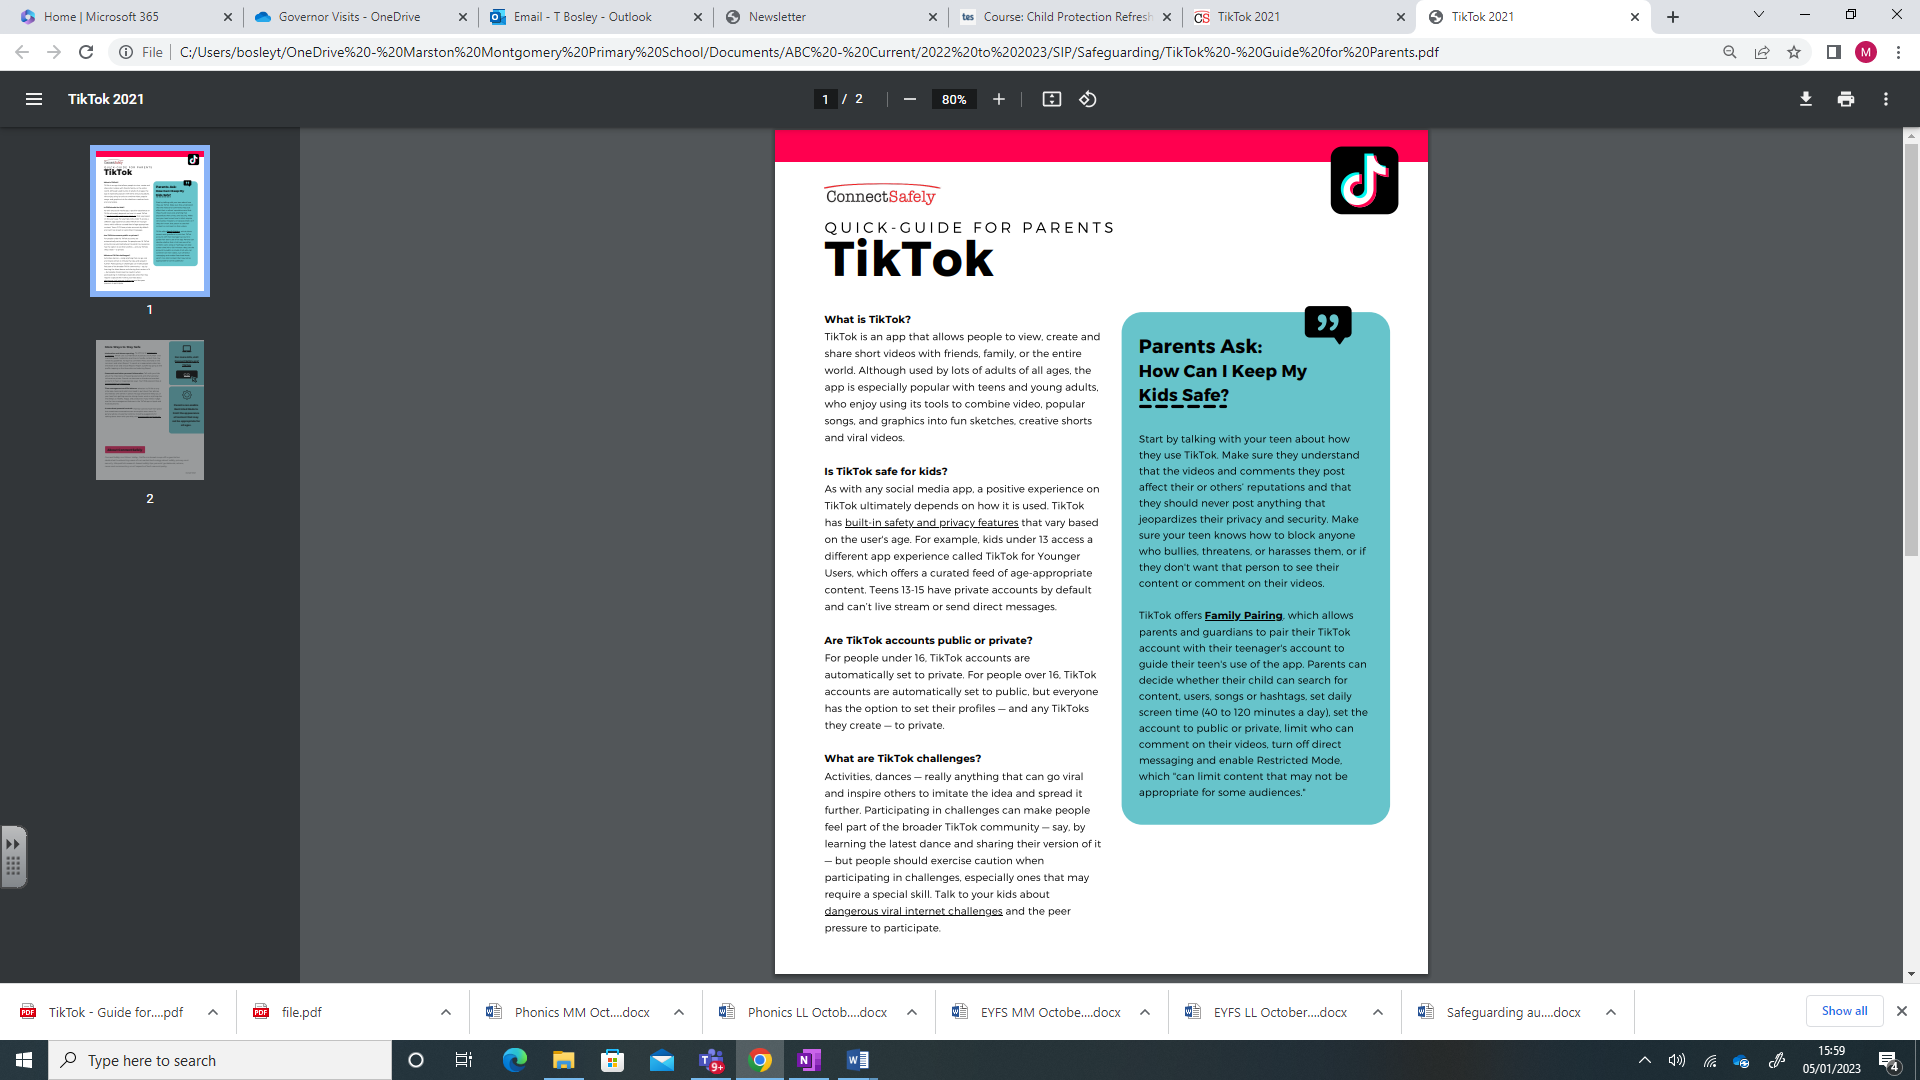 Home | Microsoft 365
Governor Visits - OneDrive
Email - T Bosley - Outlook
Newsletter
tes
Course: Child Protection Refresh
CS
TikTok 2021
TikTok 2021
File
C:/Users/bosleyt/OneDrive%20-%20Marston%20Montgomery%20Primary%20School/Documents/ABC%20-%20Current/2022%20to%202023/SIP/Safeguarding/TikTok%20-%20Guide%20for%20Parents.pdf
M
TikTok 2021
1 / 2
80%
1
2
ConnectSafely
QUICK-GUIDE FOR PARENTS
TikTok
What is TikTok?
TikTok is an app that allows people to view, create and
share short videos with friends, family, or the entire
world. Although used by lots of adults of all ages, the
app is especially popular with teens and young adults,
who enjoy using its tools to combine video, popular
songs, and graphics into fun sketches, creative shorts
and viral videos.
Is TikTok safe for kids?
As with any social media app, a positive experience on
TikTok ultimately depends on how it is used. TikTok
has built-in safety and privacy features that vary based
on the user's age. For example, kids under 13 access a
different app experience called TikTok for Younger
Users, which offers a curated feed of age-appropriate
content. Teens 13-15 have private accounts by default
and can't live stream or send direct messages.
Are TikTok accounts public or private?
For people under 16, TikTok accounts are
automatically set to private. For people over 16, TikTok
accounts are automatically set to public, but everyone
has the option to set their profiles — and any TikToks
they create — to private.
What are TikTok challenges?
Activities, dances — really anything that can go viral
and inspire others to imitate the idea and spread it
further. Participating in challenges can make people
feel part of the broader TikTok community — say, by
learning the latest dance and sharing their version of it
— but people should exercise caution when
participating in challenges, especially ones that may
require a special skill. Talk to your kids about
dangerous viral internet challenges and the peer
pressure to participate.
Parents Ask:
How Can I Keep My
Kids Safe?
Start by talking with your teen about how
they use TikTok. Make sure they understand
that the videos and comments they post
affect their or others' reputations and that
they should never post anything that
jeopardizes their privacy and security. Make
sure your teen knows how to block anyone
who bullies, threatens, or harasses them, or if
they don't want that person to see their
content or comment on their videos.
TikTok offers Family Pairing, which allows
parents and guardians to pair their TikTok
account with their teenager's account to
guide their teen's use of the app. Parents can
decide whether their child can search for
content, users, songs or hashtags, set daily
screen time (40 to 120 minutes a day), set the
account to public or private, limit who can
comment on their videos, turn off direct
messaging and enable Restricted Mode,
which "can limit content that may not be
appropriate for some audiences."
TikTok - Guide for....pdf
file.pdf
Phonics MM Oct....docx
Phonics LL Octob....docx
EYFS MM Octobe....docx
EYFS LL October....docx
Safeguarding au....docx
Show all
Type here to search
9+
15:59
05/01/2023
4